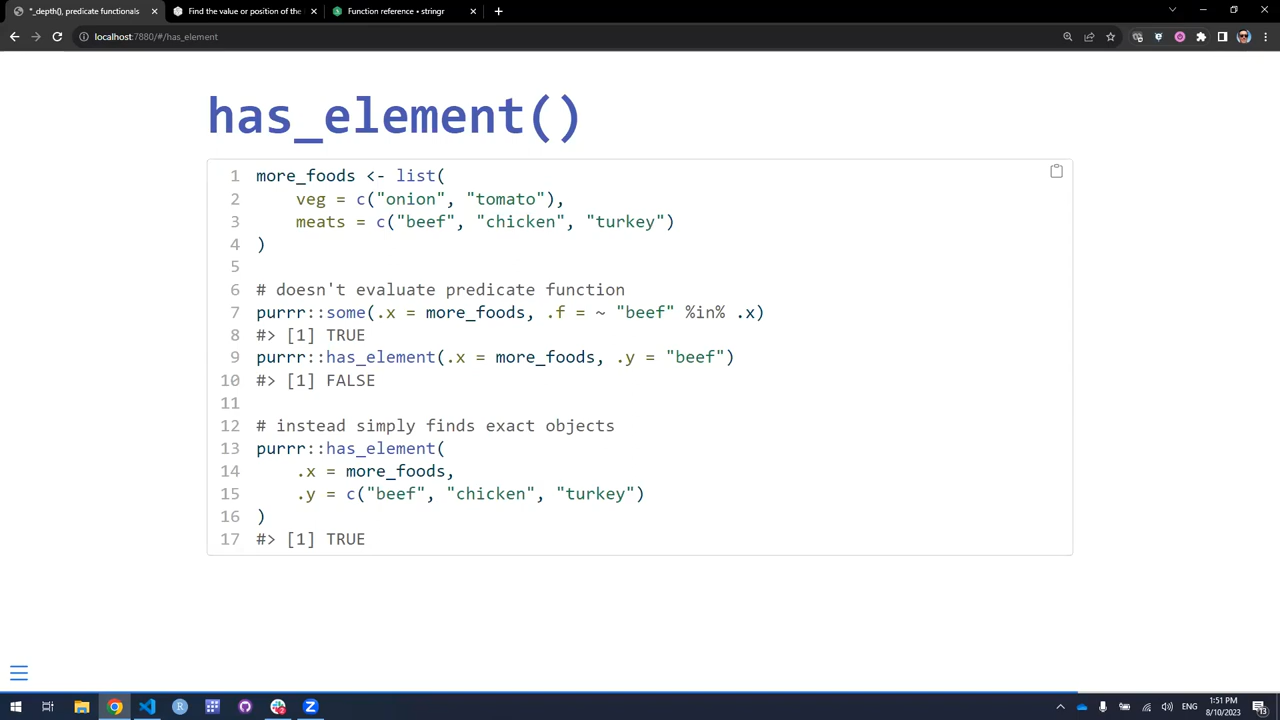 *_depth(), predicate functionals
Find the value or position of the
Function reference • stringr
localhost:7880/#/has_element
has_element()
1 more_foods <- list(
2     veg = c("onion", "tomato"),
3     meats = c("beef", "chicken", "turkey")
4 )
5
6 # doesn't evaluate predicate function
7 purrr::some(.x = more_foods, .f = ~ "beef" %in% .x)
8 #> [1] TRUE
9 purrr::has_element(.x = more_foods, .y = "beef")
10 #> [1] FALSE
11
12 # instead simply finds exact objects
13 purrr::has_element(
14     .x = more_foods,
15     .y = c("beef", "chicken", "turkey")
16 )
17 #> [1] TRUE
ENG
1:51 PM
8/10/2023
13